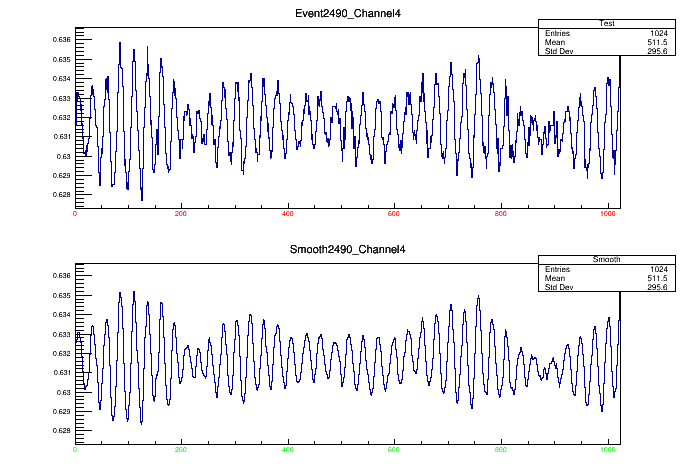 Event2490_Channel4
Test
Entries 1024
Mean 511.5
Std Dev 295.6
0.636
0.635
0.634
0.633
0.632
0.631
0.63
0.629
0.628
0 200 400 600 800 1000
Smooth2490_Channel4
Smooth
Entries 1024
Mean 511.5
Std Dev 295.6
0.636
0.635
0.634
0.633
0.632
0.631
0.63
0.629
0.628
0 200 400 600 800 1000